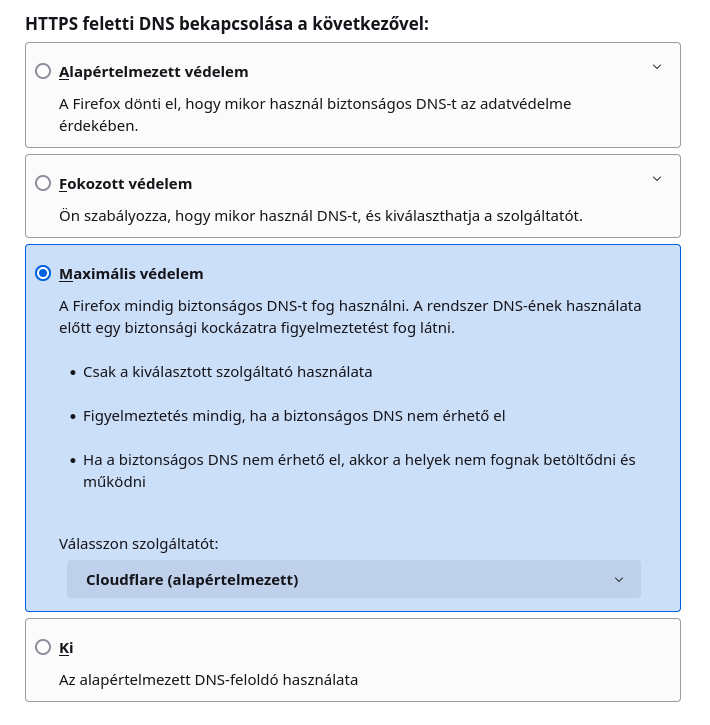 HTTPS feletti DNS bekapcsolása a következővel:
Alapértelmezett védelem
A Firefox dönti el, hogy mikor használ biztonságos DNS-t az adatvédelme
érdekében.
Fokozott védelem
Ön szabályozza, hogy mikor használ DNS-t, és kiválaszthatja a szolgáltatót.
Maximális védelem
A Firefox mindig biztonságos DNS-t fog használni. A rendszer DNS-ének használata
előtt egy biztonsági kockázatra figyelmeztetést fog látni.
• Csak a kiválasztott szolgáltató használata
• Figyelmeztetés mindig, ha a biztonságos DNS nem érhető el
• Ha a biztonságos DNS nem érhető el, akkor a helyek nem fognak betöltődni és
működni
Válasszon szolgáltatót:
Cloudflare (alapértelmezett)
Ki
Az alapértelmezett DNS-feloldó használata